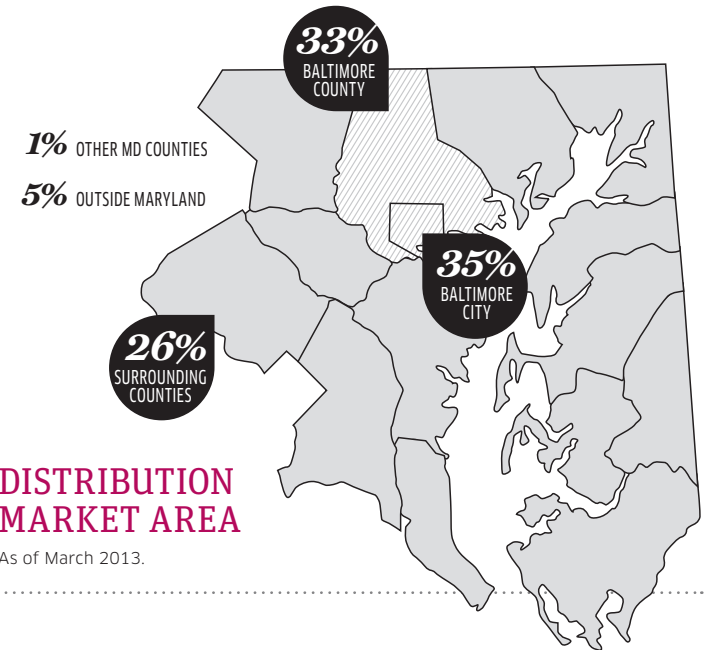 33%
BALTIMORE
COUNTY
1% OTHER MD COUNTIES
5% OUTSIDE MARYLAND
35%
BALTIMORE
CITY
26%
SURROUNDING
COUNTIES
DISTRIBUTION
MARKET AREA
As of March 2013.